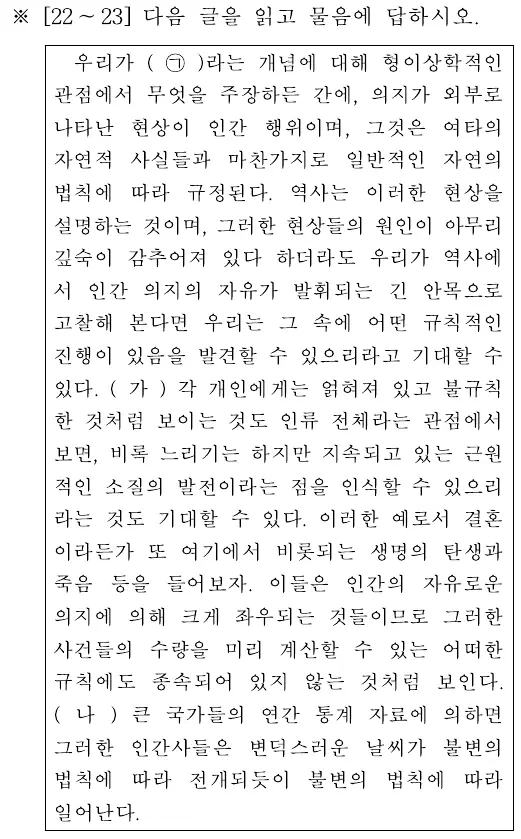 ※ [22 ~ 23] 다음 글을 읽고 물음에 답하시오.
우리가 ( ㉠ )라는 개념에 대해 형이상학적인
관점에서 무엇을 주장하든 간에, 의지가 외부로
나타난 현상이 인간 행위이며, 그것은 여타의
자연적 사실들과 마찬가지로 일반적인 자연의
법칙에 따라 규정된다. 역사는 이러한 현상을
설명하는 것이며, 그러한 현상들의 원인이 아무리
깊숙이 감추어져 있다 하더라도 우리가 역사에
서 인간 의지의 자유가 발휘되는 긴 안목으로
고찰해 본다면 우리는 그 속에 어떤 규칙적인
진행이 있음을 발견할 수 있으리라고 기대할 수
있다. ( 가 ) 각 개인에게는 얽혀져 있고 불규칙
한 것처럼 보이는 것도 인류 전체라는 관점에서
보면, 비록 느리기는 하지만 지속되고 있는 근원
적인 소질의 발전이라는 점을 인식할 수 있으리
라는 것도 기대할 수 있다. 이러한 예로서 결혼
이라든가 또 여기에서 비롯되는 생명의 탄생과
죽음 등을 들어보자. 이들은 인간의 자유로운
의지에 의해 크게 좌우되는 것들이므로 그러한
사건들의 수량을 미리 계산할 수 있는 어떠한
규칙에도 종속되어 있지 않는 것처럼 보인다.
( 나 ) 큰 국가들의 연간 통계 자료에 의하면
그러한 인간사들은 변덕스러운 날씨가 불변의
법칙에 따라 전개되듯이 불변의 법칙에 따라
일어난다.